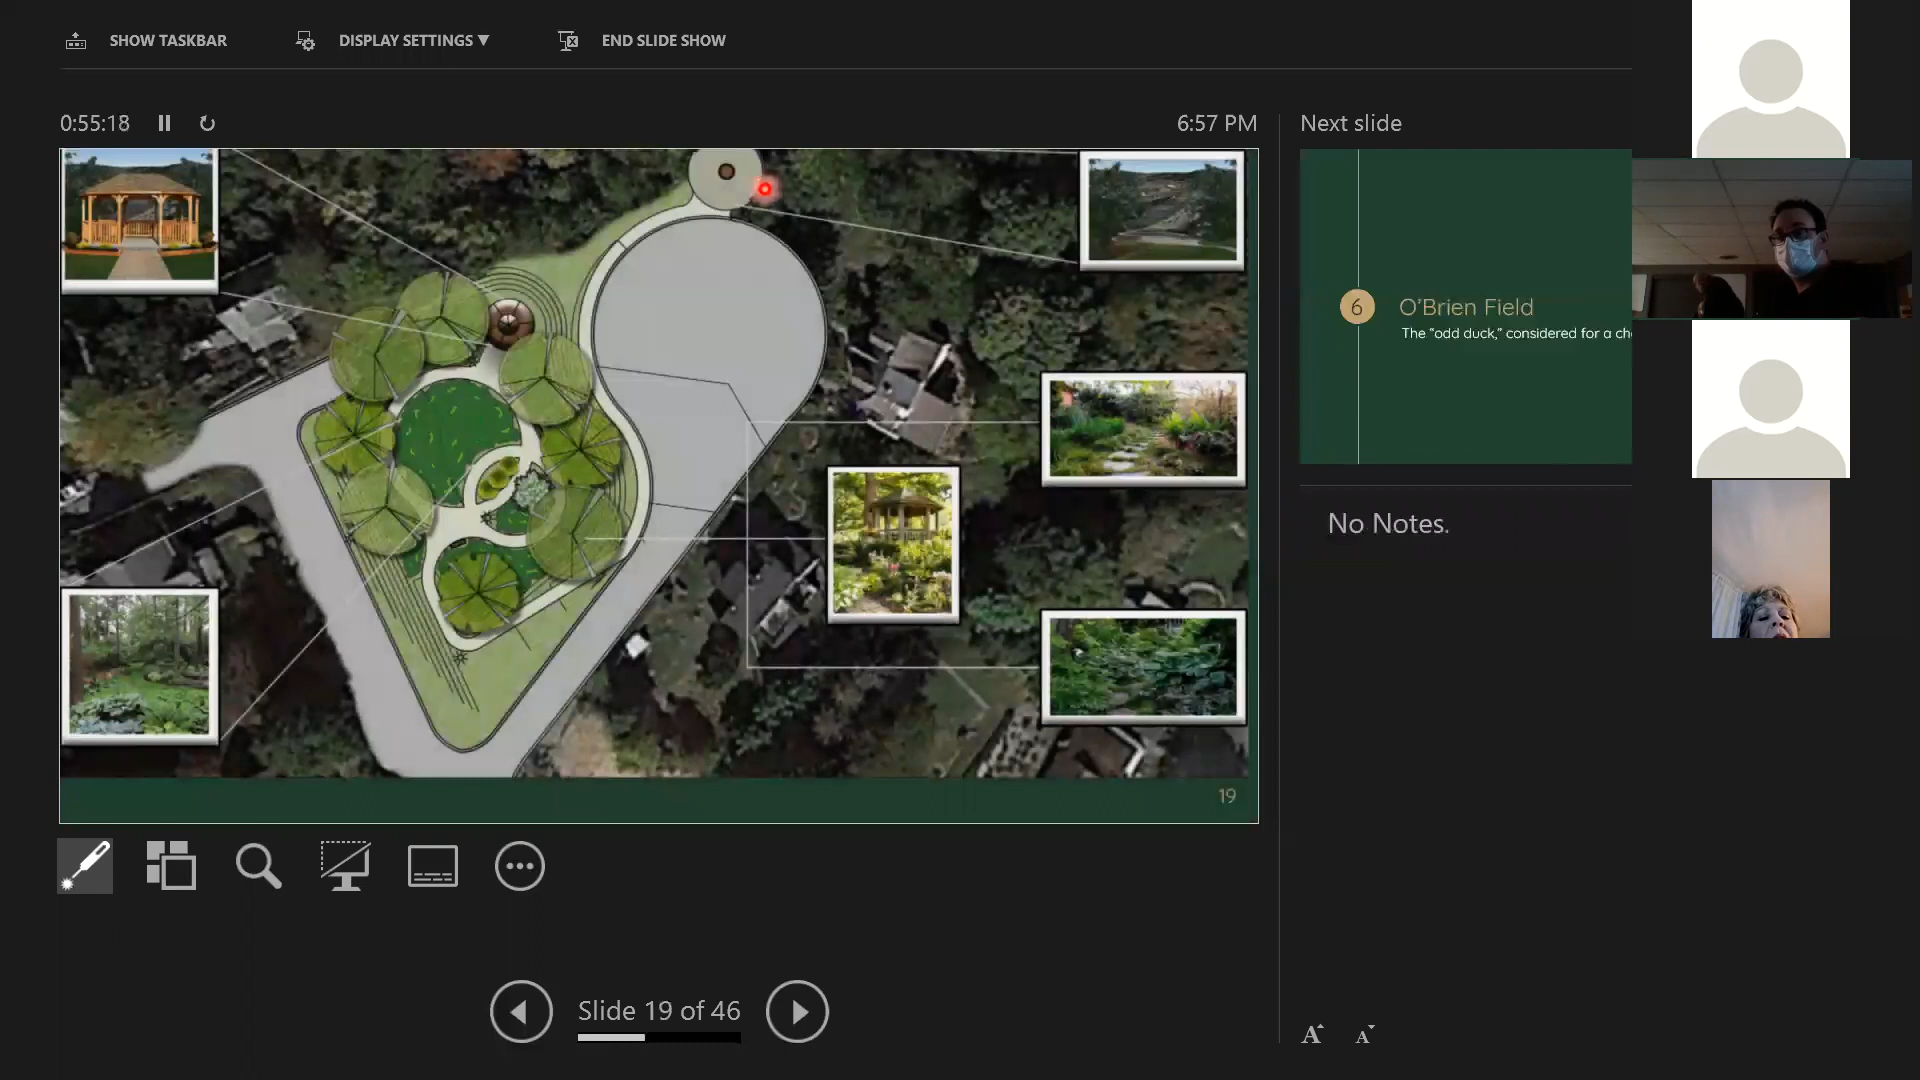 SHOW TASKBAR
DISPLAY SETTINGS ▼
END SLIDE SHOW
0:55:18
6:57 PM
Next slide
6
O'Brien Field
The "odd duck," considered for a ch
No Notes.
19
Slide 19 of 46
A
A